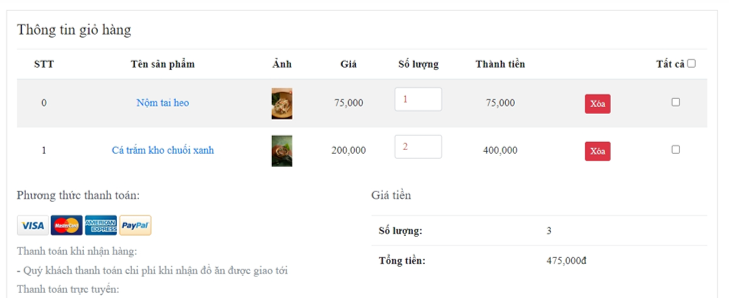 Thông tin giỏ hàng
STT Tên sản phẩm Ảnh Giá Số lượng Thành tiền Tất cả
0 Nộm tai heo 75,000 1 75,000 Xóa
1 Cá trắm kho chuối xanh 200,000 2 400,000 Xóa
Phương thức thanh toán:
VISA MasterCard AMERICAN EXPRESS PayPal
Thanh toán khi nhận hàng:
- Quý khách thanh toán chi phí khi nhận đồ ăn được giao tới
Thanh toán trực tuyến:
Giá tiền
Số lượng: 3
Tổng tiền: 475,000đ